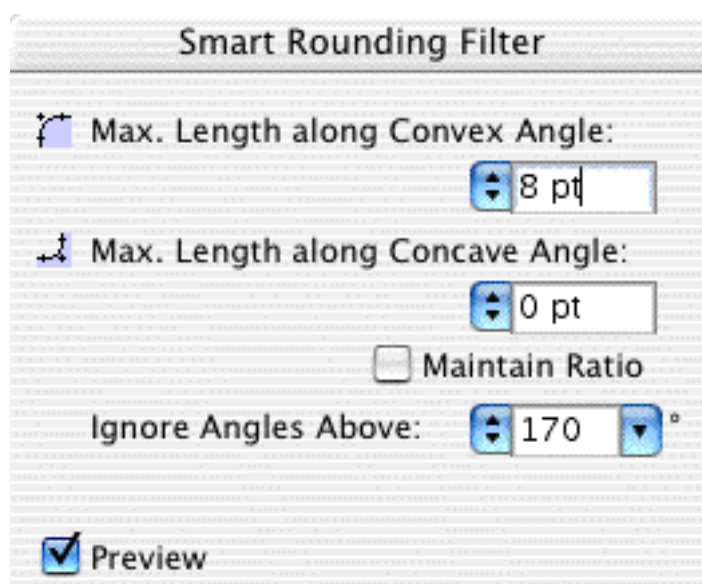 Smart Rounding Filter
Max. Length along Convex Angle:
8 pt
Max. Length along Concave Angle:
0 pt
Maintain Ratio
Ignore Angles Above: 170 °
Preview